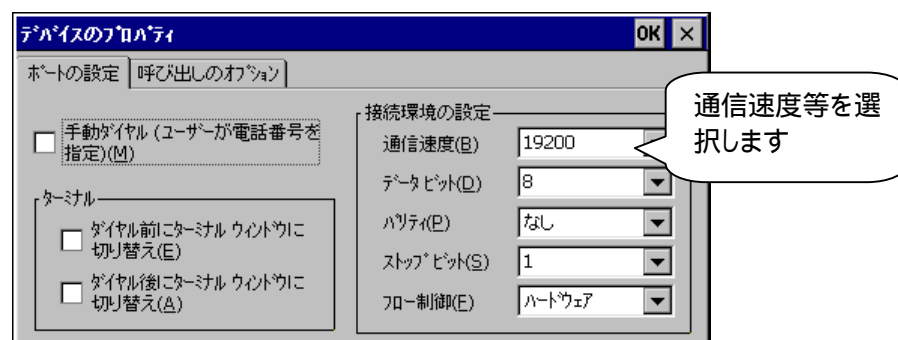 ﾃﾞﾊﾞｲｽのﾌﾟﾛﾊﾟﾃｨ OK ×
ﾎﾟｰﾄの設定 呼び出しのｵﾌﾟｼｮﾝ
手動ﾀﾞｲﾔﾙ (ﾕｰｻﾞｰが電話番号を
指定)(M)
ﾀｰﾐﾅﾙ
ﾀﾞｲﾔﾙ前にﾀｰﾐﾅﾙ ｳｨﾝﾄﾞｳに
切り替え(E)
ﾀﾞｲﾔﾙ後にﾀｰﾐﾅﾙ ｳｨﾝﾄﾞｳに
切り替え(A)
接続環境の設定
通信速度(B) 19200
ﾃﾞｰﾀ ﾋﾞｯﾄ(D) 8
ﾊﾟﾘﾃｨ(P) なし
ｽﾄｯﾌﾟ ﾋﾞｯﾄ(S) 1
ﾌﾛｰ制御(F) ﾊｰﾄﾞｳｪｱ
通信速度等を選
択します